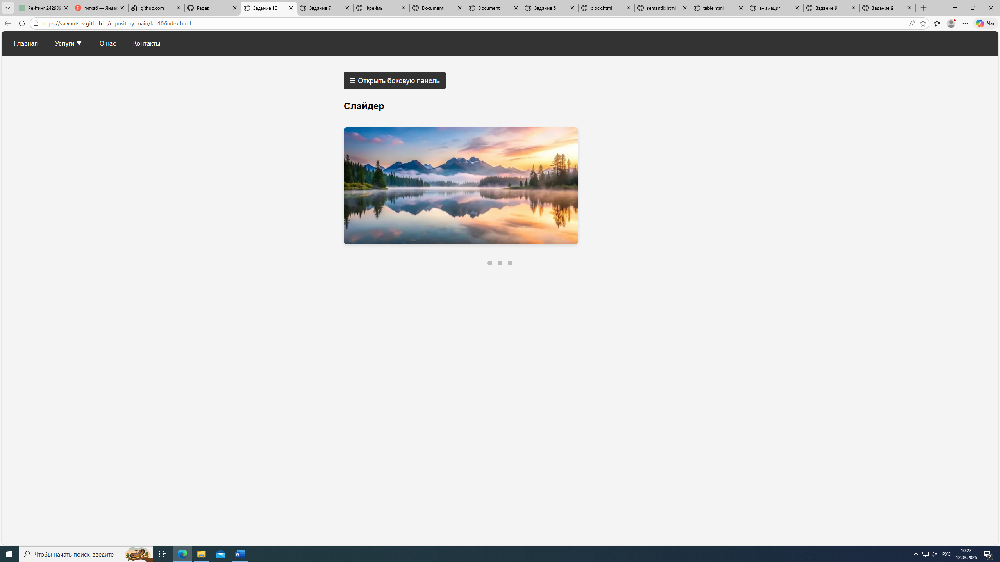 Рейтинг 242909
гитхаб — Яндек
github.com
Pages
Задание 10
Задание 7
Фреймы
Document
Document
Задание 5
block.html
semantik.html
table.html
анимация
Задание 9
Задание 9
https://vaivantsev.github.io/repository-main/lab10/index.html
Чат
Главная Услуги ▼ О нас Контакты
☰ Открыть боковую панель
Слайдер
Чтобы начать поиск, введите
РУС
10:28
12.03.2026
2